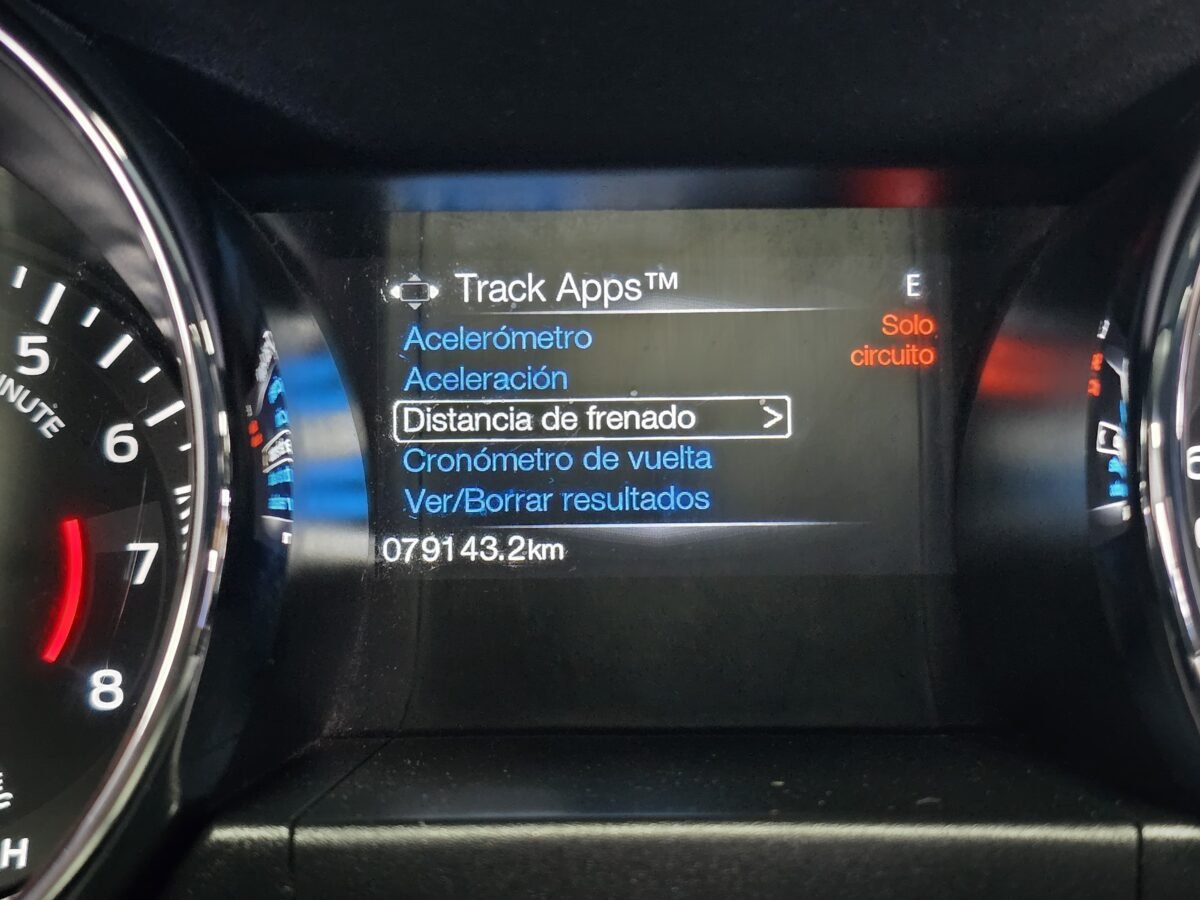 Track Apps™
E
Acelerómetro
Solo
circuito
Aceleración
Distancia de frenado >
Cronómetro de vuelta
Ver/Borrar resultados
079143.2km
5
6
7
8
H